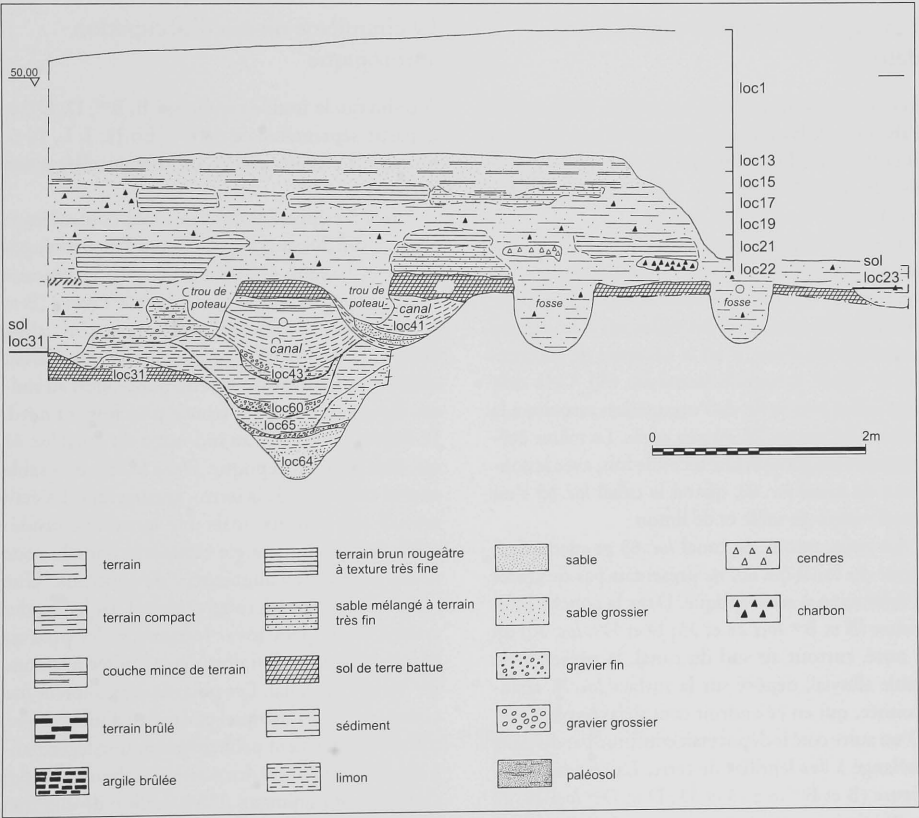 50,00
loc1
loc13
loc15
loc17
loc19
loc21
loc22
sol
loc23
trou de
poteau
trou de
poteau
canal
loc41
fosse
fosse
sol
loc31
canal
loc31
loc43
loc60
loc65
loc64
0 2m
terrain
terrain compact
couche mince de terrain
terrain brûlé
argile brûlée
terrain brun rougeâtre
à texture très fine
sable mélangé à terrain
très fin
sol de terre battue
sédiment
limon
sable
sable grossier
gravier fin
gravier grossier
paléosol
cendres
charbon